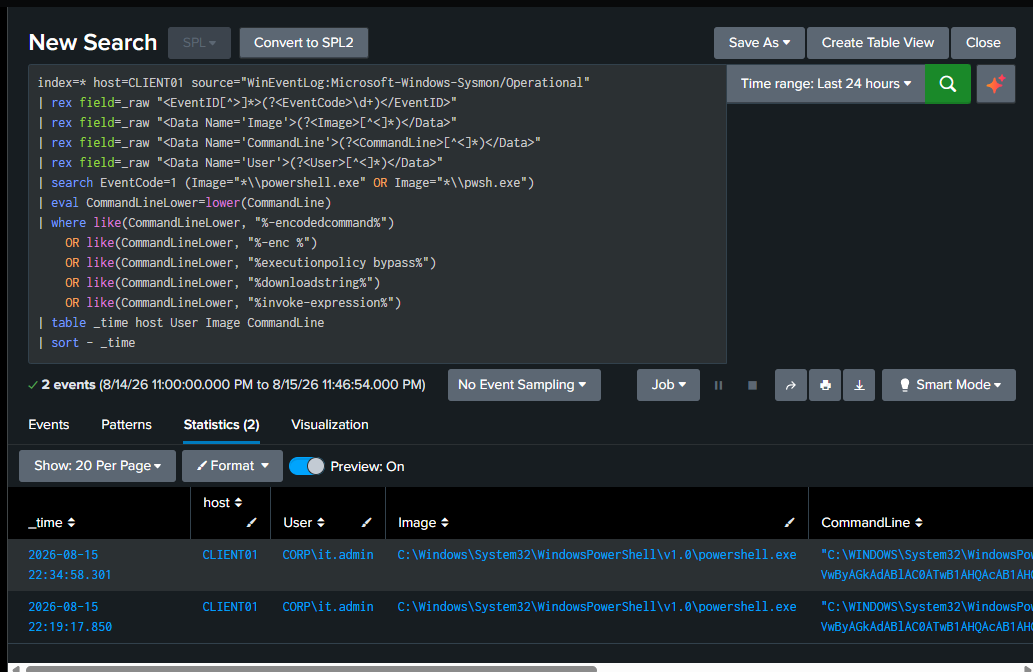 New Search
SPL
Convert to SPL2
Save As
Create Table View
Close
index=* host=CLIENT01 source="WinEventLog:Microsoft-Windows-Sysmon/Operational"
| rex field=_raw "<EventID[^>]*>(?<EventCode>\d+)</EventID>"
| rex field=_raw "<Data Name='Image'>(?<Image>[^<]*)</Data>"
| rex field=_raw "<Data Name='CommandLine'>(?<CommandLine>[^<]*)</Data>"
| rex field=_raw "<Data Name='User'>(?<User>[^<]*)</Data>"
| search EventCode=1 (Image="*\\powershell.exe" OR Image="*\\pwsh.exe")
| eval CommandLineLower=lower(CommandLine)
| where like(CommandLineLower, "%-encodedcommand%")
OR like(CommandLineLower, "%-enc %")
OR like(CommandLineLower, "%executionpolicy bypass%")
OR like(CommandLineLower, "%downloadstring%")
OR like(CommandLineLower, "%invoke-expression%")
| table _time host User Image CommandLine
| sort - _time
Time range: Last 24 hours
2 events (8/14/26 11:00:00.000 PM to 8/15/26 11:46:54.000 PM)
No Event Sampling
Job
Smart Mode
Events
Patterns
Statistics (2)
Visualization
Show: 20 Per Page
Format
Preview: On
_time
host
User
Image
CommandLine
2026-08-15
22:34:58.301
CLIENT01
CORP\it.admin
C:\Windows\System32\WindowsPowerShell\v1.0\powershell.exe
"C:\WINDOWS\System32\WindowsPow
VwByAGkAdABlAC0ATwB1AHQAcAB1AH
2026-08-15
22:19:17.850
CLIENT01
CORP\it.admin
C:\Windows\System32\WindowsPowerShell\v1.0\powershell.exe
"C:\WINDOWS\System32\WindowsPow
VwByAGkAdABlAC0ATwB1AHQAcAB1AH